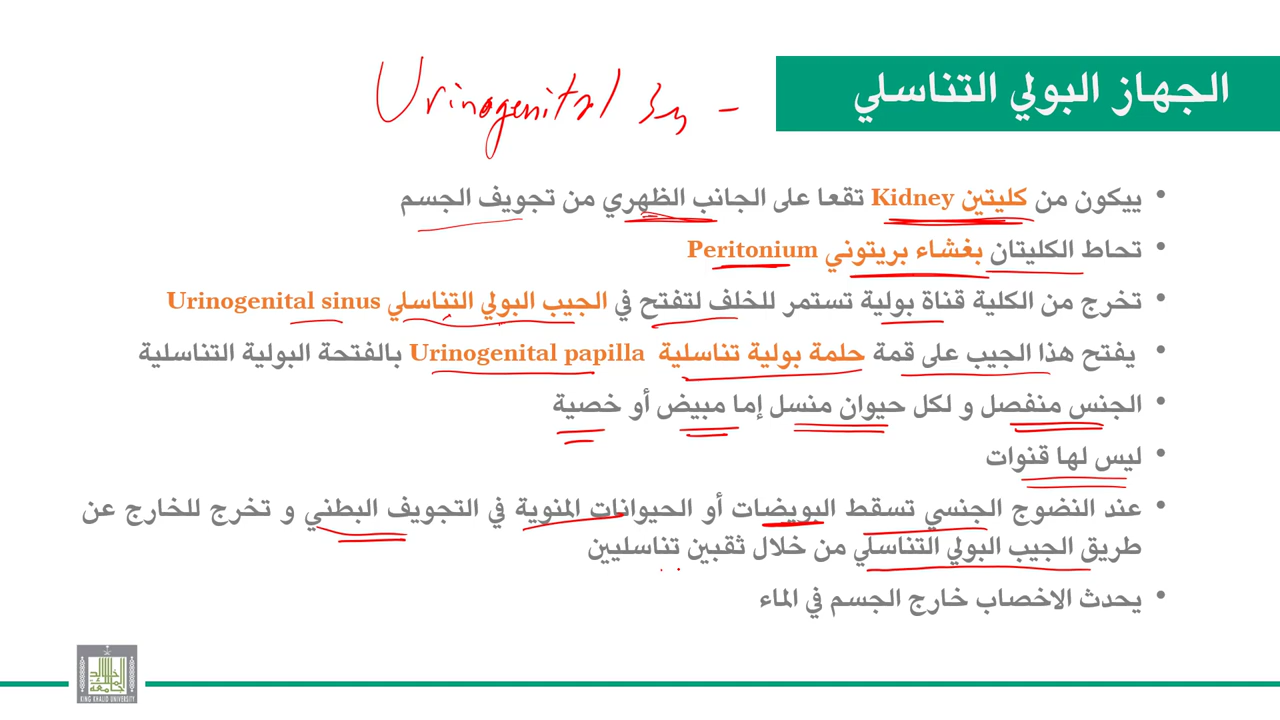 الجهاز البولي التناسلي
Urinogenital sy -
• ييكون من كليتين Kidney تقعا على الجانب الظهري من تجويف الجسم
• تحاط الكليتان بغشاء بريتوني Peritonium
• تخرج من الكلية قناة بولية تستمر للخلف لتفتح في الجيب البولي التناسلي Urinogenital sinus
• يفتح هذا الجيب على قمة حلمة بولية تناسلية Urinogenital papilla بالفتحة البولية التناسلية
• الجنس منفصل و لكل حيوان منسل إما مبيض أو خصية
• ليس لها قنوات
• عند النضوج الجنسي تسقط البويضات أو الحيوانات المنوية في التجويف البطني و تخرج للخارج عن
طريق الجيب البولي التناسلي من خلال ثقبين تناسليين
• يحدث الاخصاب خارج الجسم في الماء
KING KHALID UNIVERSITY